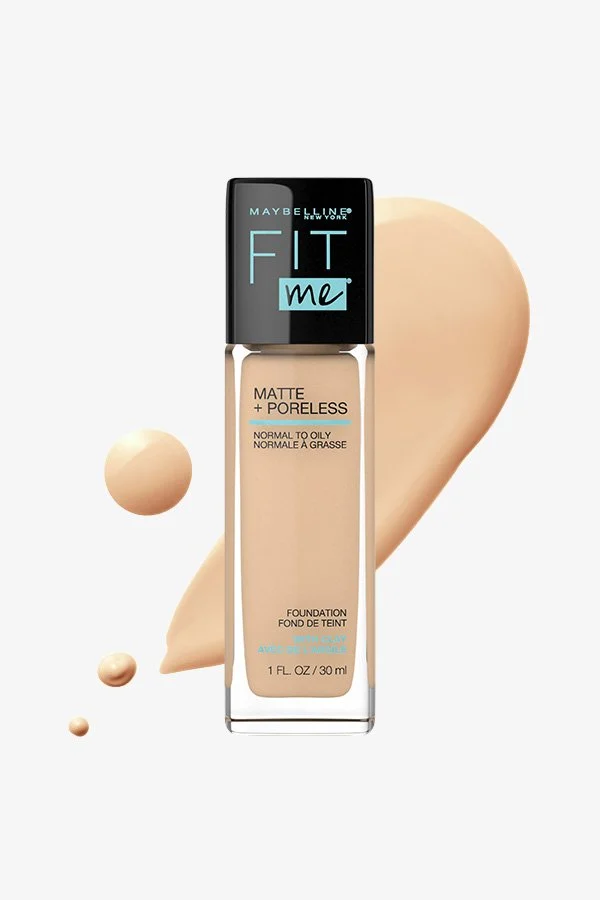 MAYBELLINE®
NEW YORK
FIT
me®
MATTE
+ PORELESS
NORMAL TO OILY
NORMALE À GRASSE
FOUNDATION
FOND DE TEINT
1 FL. OZ / 30 ml